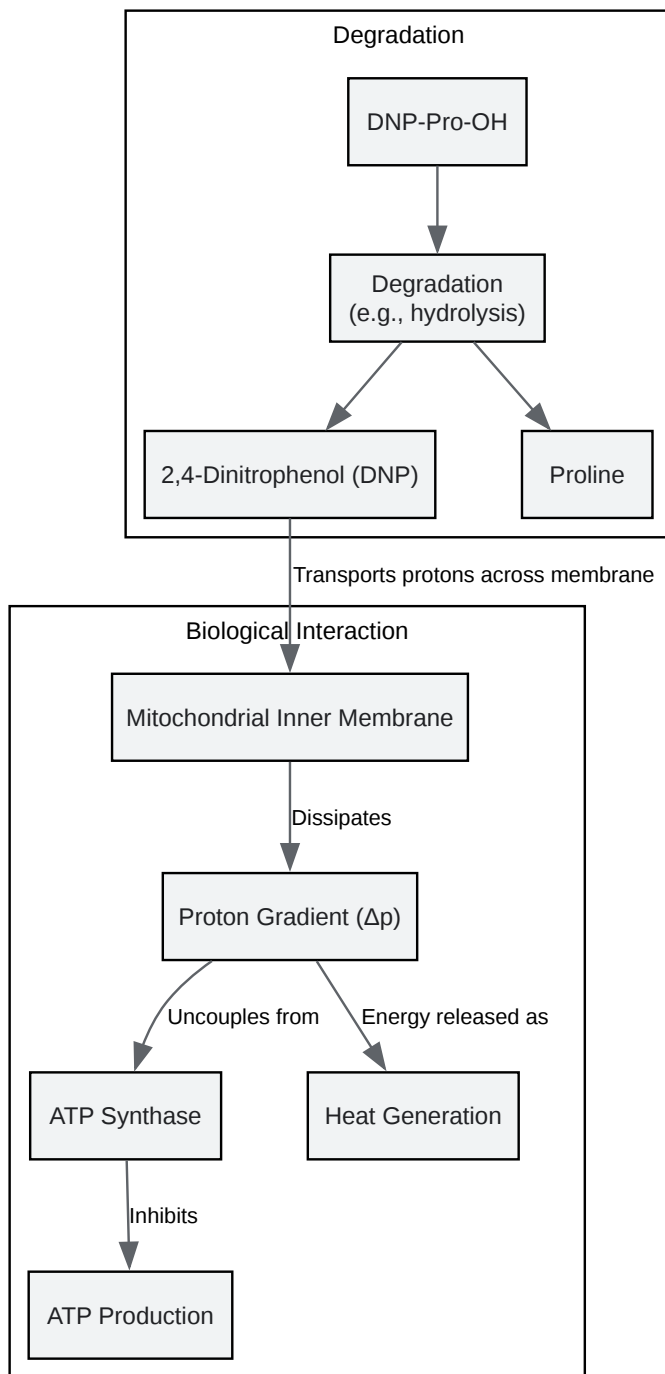 Degradation
DNP-Pro-OH
Degradation
(e.g., hydrolysis)
2,4-Dinitrophenol (DNP)
Proline
Transports protons across membrane
Biological Interaction
Mitochondrial Inner Membrane
Dissipates
Proton Gradient (Δp)
Uncouples from
Energy released as
ATP Synthase
Heat Generation
Inhibits
ATP Production